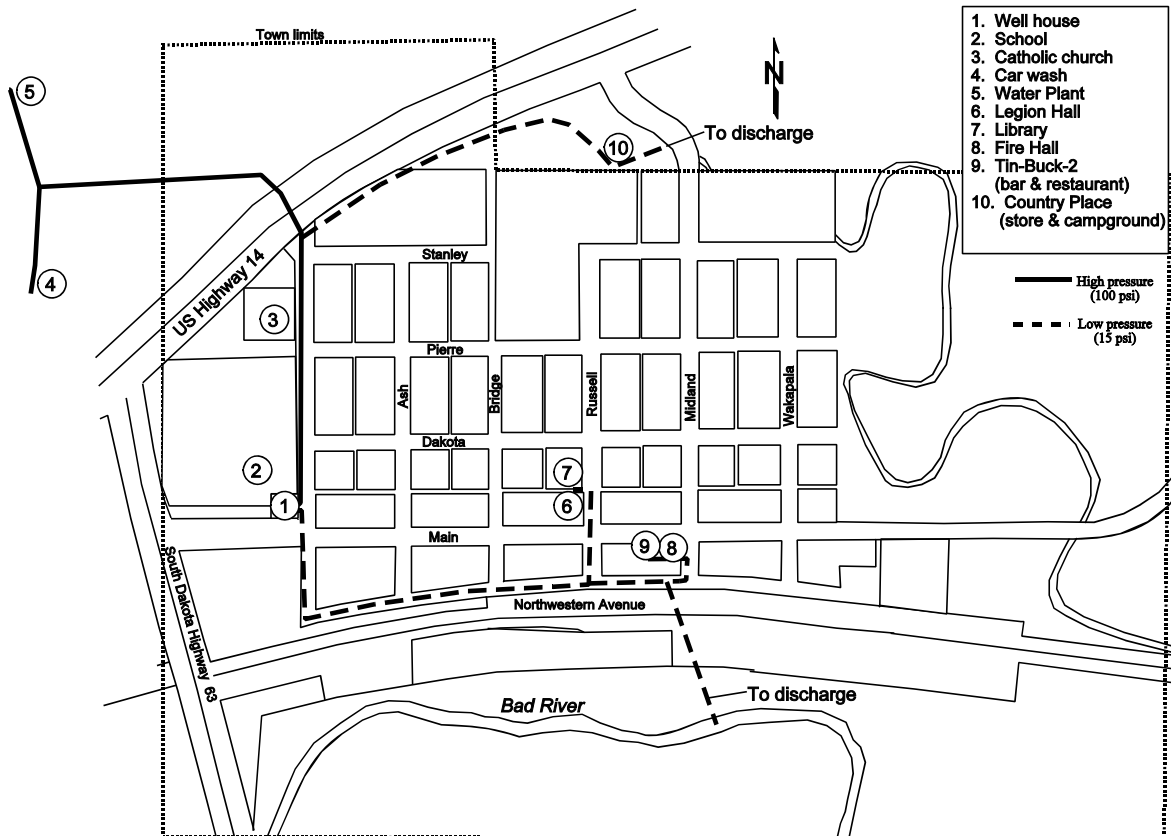 Town limits
N
1. Well house
2. School
3. Catholic church
4. Car wash
5. Water Plant
6. Legion Hall
7. Library
8. Fire Hall
9. Tin-Buck-2
(bar & restaurant)
10. Country Place
(store & campground)
High pressure
(100 psi)
Low pressure
(15 psi)
5
10
To discharge
4
US Highway 14
3
Stanley
Pierre
Ash
Bridge
Russell
Midland
Wakapala
Dakota
2
7
1
6
Main
9
8
South Dakota Highway 63
Northwestern Avenue
To discharge
Bad River